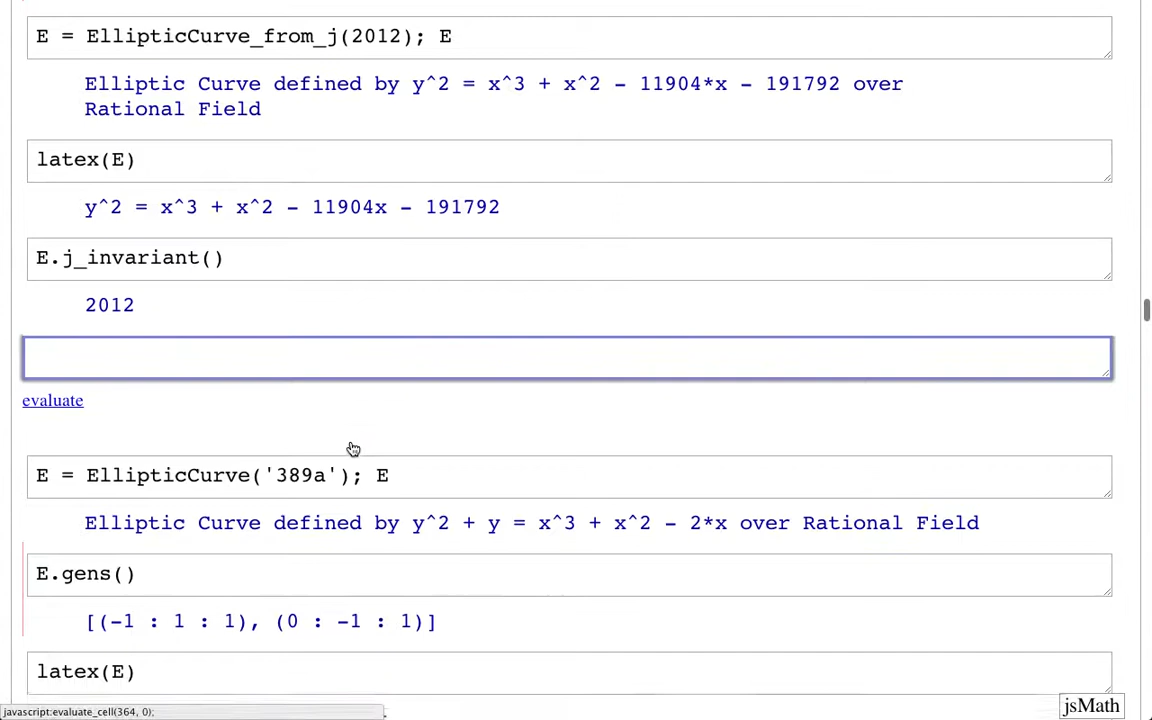 E = EllipticCurve_from_j(2012); E
Elliptic Curve defined by y^2 = x^3 + x^2 - 11904*x - 191792 over
Rational Field
latex(E)
y^2 = x^3 + x^2 - 11904x - 191792
E.j_invariant()
2012
evaluate
E = EllipticCurve('389a'); E
Elliptic Curve defined by y^2 + y = x^3 + x^2 - 2*x over Rational Field
E.gens()
[(-1 : 1 : 1), (0 : -1 : 1)]
latex(E)
jsMath
javascript:evaluate_cell(364, 0);